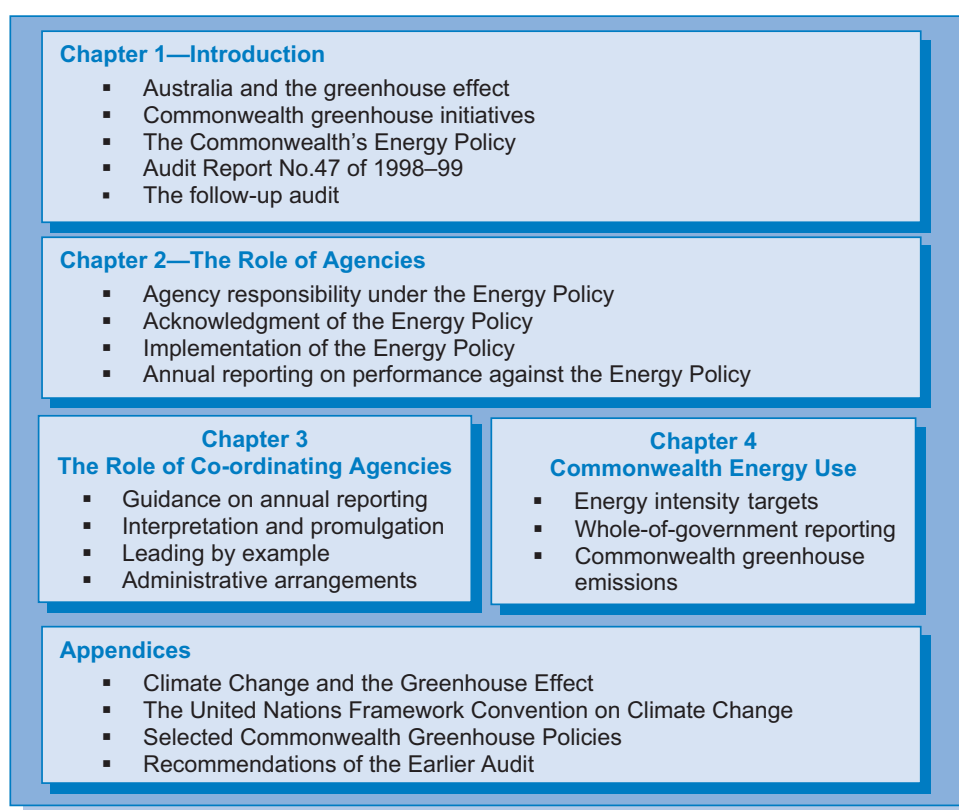 Chapter 1—Introduction
▪ Australia and the greenhouse effect
▪ Commonwealth greenhouse initiatives
▪ The Commonwealth’s Energy Policy
▪ Audit Report No.47 of 1998–99
▪ The follow-up audit
Chapter 2—The Role of Agencies
▪ Agency responsibility under the Energy Policy
▪ Acknowledgment of the Energy Policy
▪ Implementation of the Energy Policy
▪ Annual reporting on performance against the Energy Policy
Chapter 3
The Role of Co-ordinating Agencies
▪ Guidance on annual reporting
▪ Interpretation and promulgation
▪ Leading by example
▪ Administrative arrangements
Chapter 4
Commonwealth Energy Use
▪ Energy intensity targets
▪ Whole-of-government reporting
▪ Commonwealth greenhouse
emissions
Appendices
▪ Climate Change and the Greenhouse Effect
▪ The United Nations Framework Convention on Climate Change
▪ Selected Commonwealth Greenhouse Policies
▪ Recommendations of the Earlier Audit